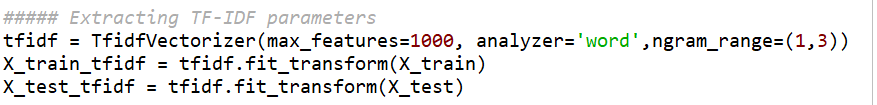 ##### Extracting TF-IDF parameters
tfidf = TfidfVectorizer(max_features=1000, analyzer='word',ngram_range=(1,3))
X_train_tfidf = tfidf.fit_transform(X_train)
X_test_tfidf = tfidf.fit_transform(X_test)